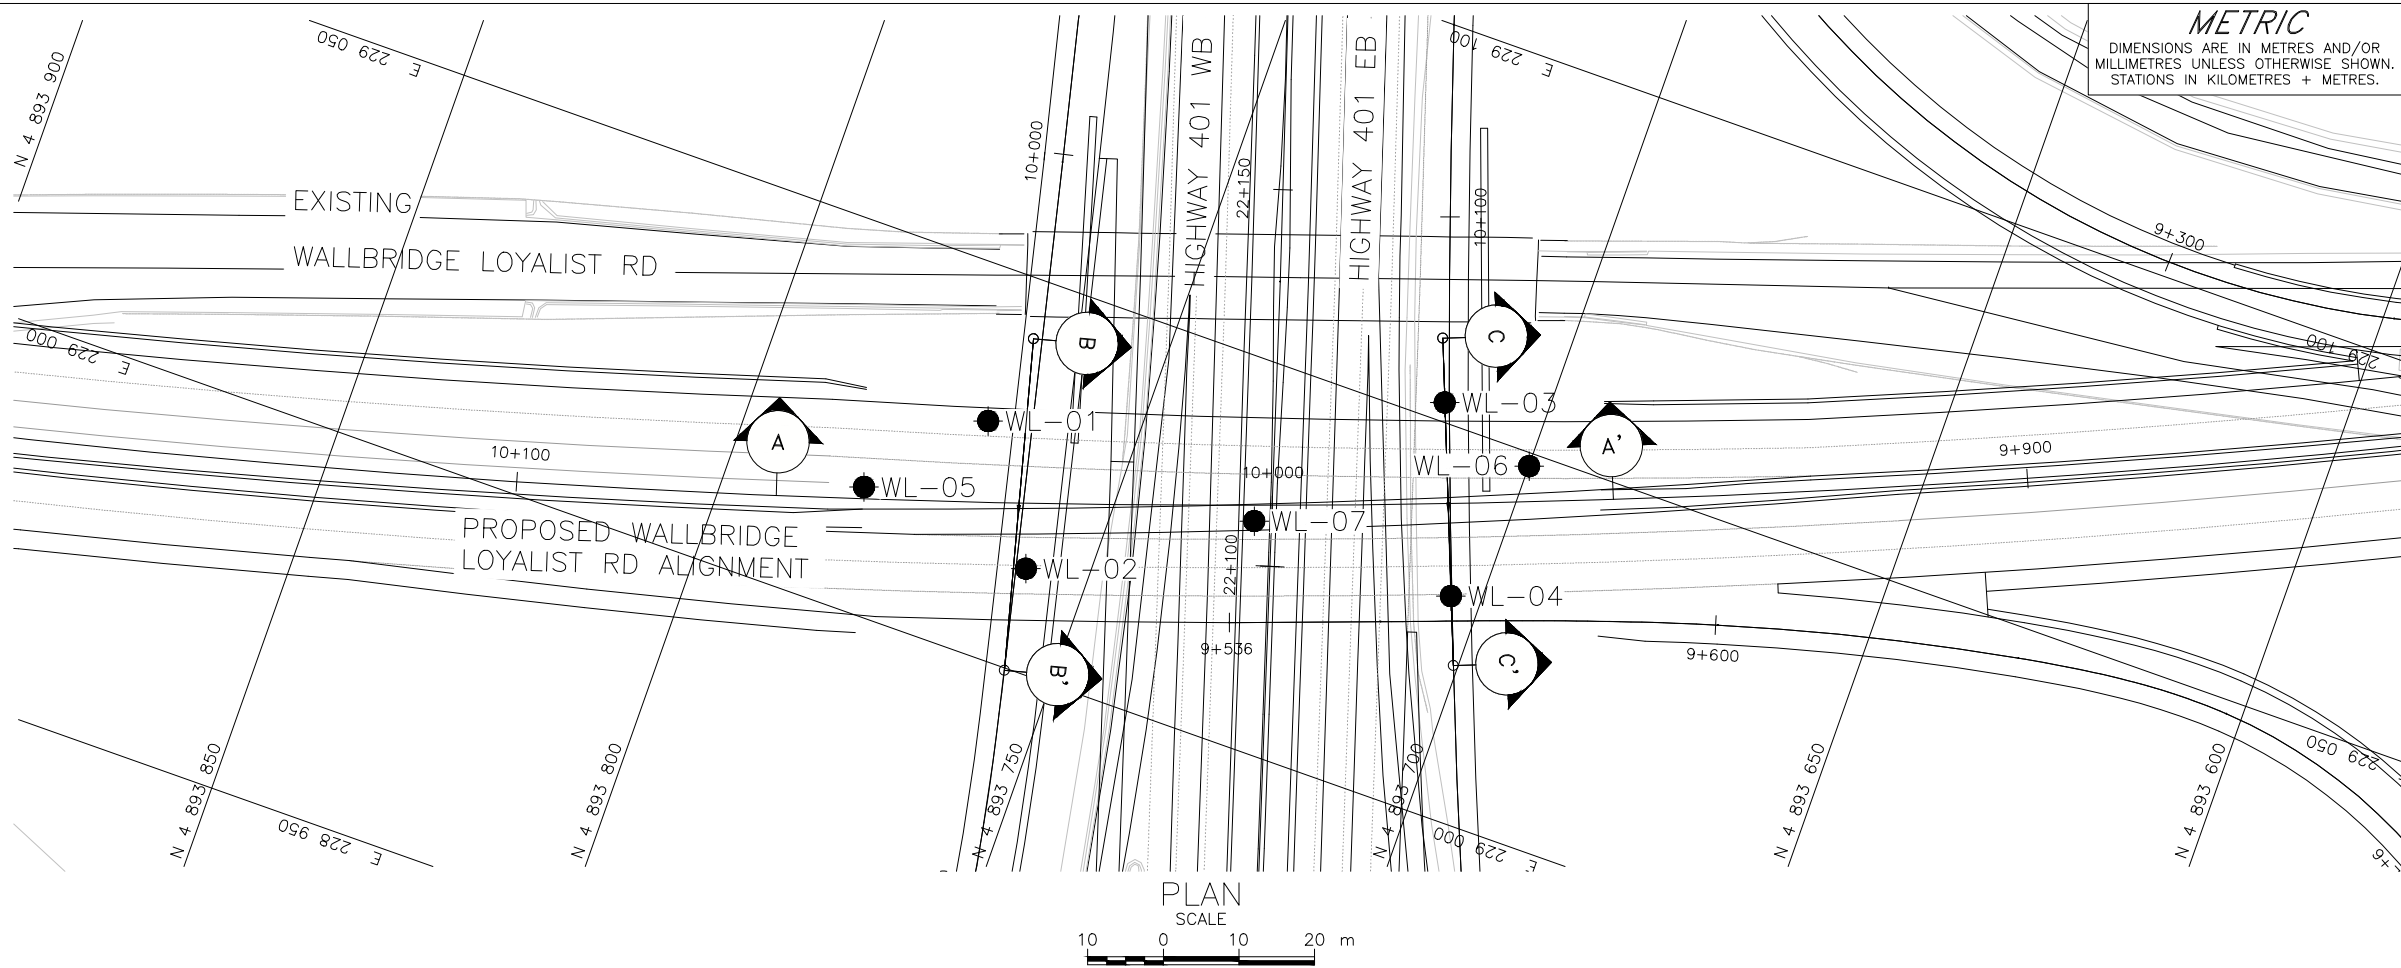 METRIC
DIMENSIONS ARE IN METRES AND/OR
MILLIMETRES UNLESS OTHERWISE SHOWN.
STATIONS IN KILOMETRES + METRES.
N 4 893 900
E 229 050
E 229 100
HIGHWAY 401 WB
HIGHWAY 401 EB
10+000
22+150
10+100
9+300
EXISTING
WALLBRIDGE LOYALIST RD
E 229 000
B
C
229 100
WL-01
WL-03
A
A'
10+100
WL-05
10+000
WL-06
9+900
PROPOSED WALLBRIDGE
LOYALIST RD ALIGNMENT
WL-07
WL-02
22+100
WL-04
9+536
9+600
B'
C'
N 4 893 850
N 4 893 800
N 4 893 750
N 4 893 700
N 4 893 650
N 4 893 600
229 050
E 228 950
E 229 000
PLAN
SCALE
10 0 10 20 m